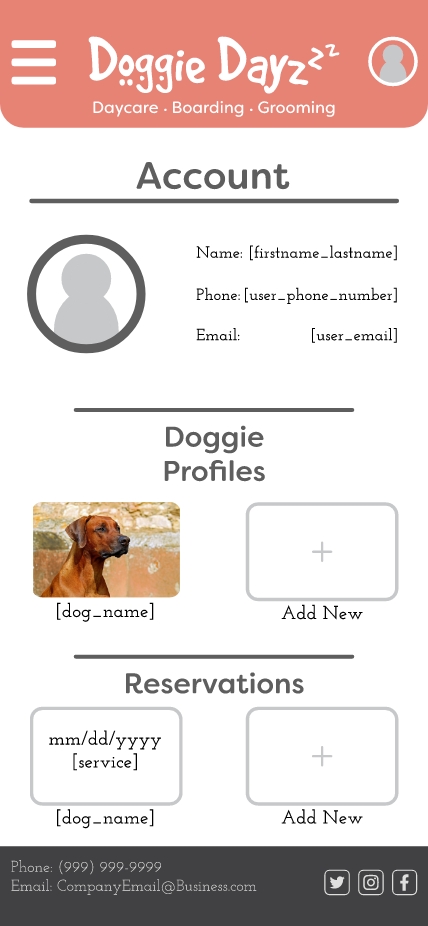 Doggie Dayzzzz
Daycare . Boarding . Grooming
Account
Name: [firstname_lastname]
Phone: [user_phone_number]
Email: [user_email]
Doggie
Profiles
[dog_name]
Add New
Reservations
mm/dd/yyyy
[service]
[dog_name]
Add New
Phone: (999) 999-9999
Email: CompanyEmail@Business.com